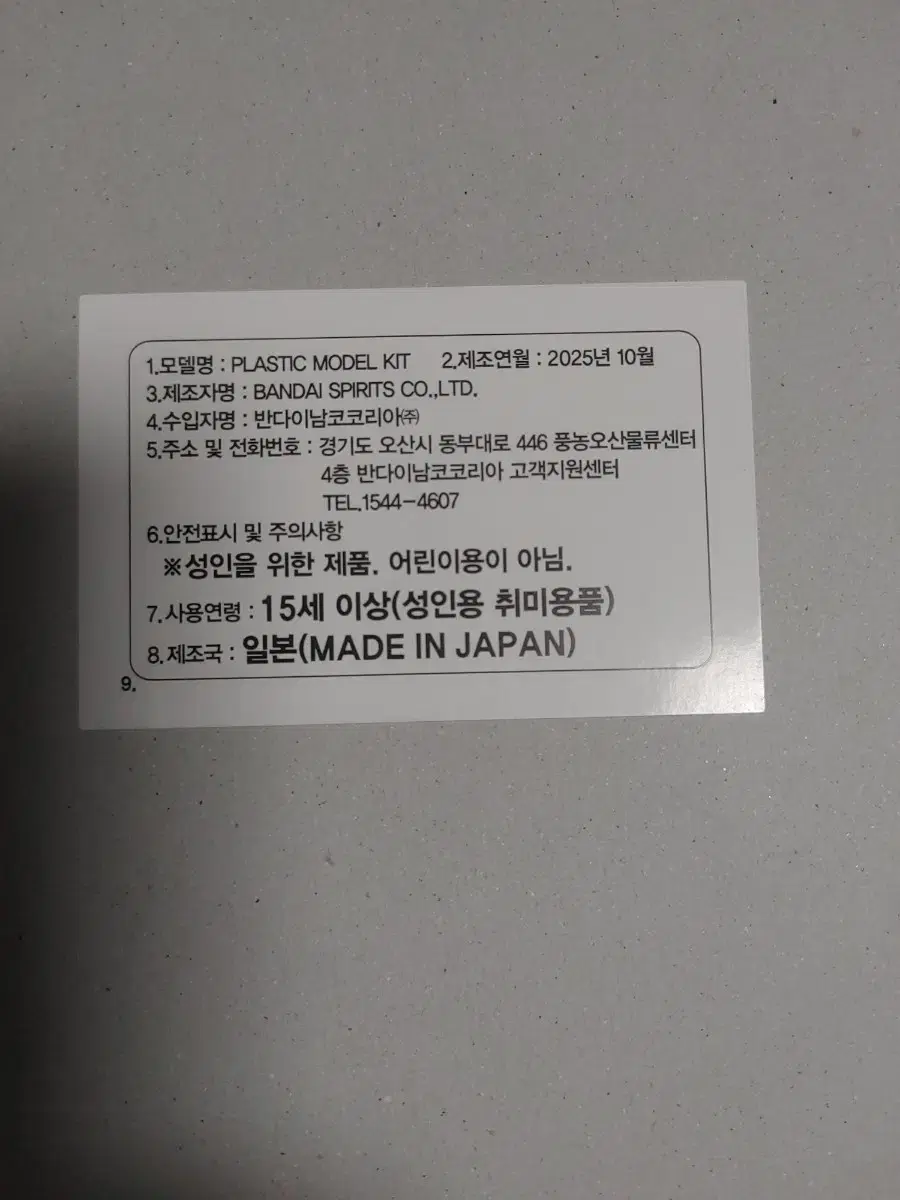 1.모델명 : PLASTIC MODEL KIT 2.제조연월 : 2025년 10월
3.제조자명 : BANDAI SPIRITS CO.,LTD.
4.수입자명 : 반다이남코코리아㈜
5.주소 및 전화번호 : 경기도 오산시 동부대로 446 풍농오산물류센터
4층 반다이남코코리아 고객지원센터
TEL.1544-4607
6.안전표시 및 주의사항
※성인을 위한 제품. 어린이용이 아님.
7.사용연령 : 15세 이상(성인용 취미용품)
8.제조국 : 일본(MADE IN JAPAN)
9.